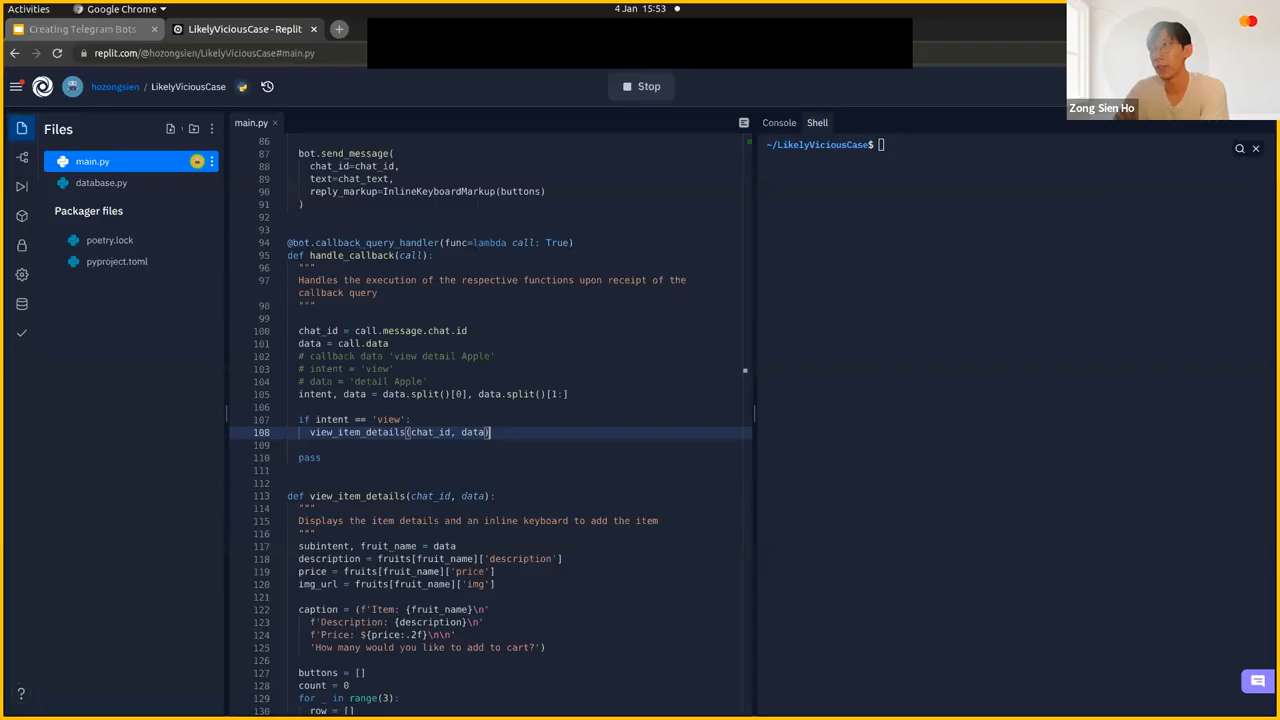 Activities
Google Chrome
4 Jan 15:53
Creating Telegram Bots
LikelyViciousCase - Replit
replit.com/@hozongsien/LikelyViciousCase#main.py
hozongsien / LikelyViciousCase
Stop
Zong Sien Ho
Files
main.py
database.py
Packager files
poetry.lock
pyproject.toml
main.py
Console
Shell
~/LikelyViciousCase$
86
87 bot.send_message(
88 chat_id=chat_id,
89 text=chat_text,
90 reply_markup=InlineKeyboardMarkup(buttons)
91 )
92
93
94 @bot.callback_query_handler(func=lambda call: True)
95 def handle_callback(call):
96 """
97 Handles the execution of the respective functions upon receipt of the
callback query
98 """
99
100 chat_id = call.message.chat.id
101 data = call.data
102 # callback data 'view detail Apple'
103 # intent = 'view'
104 # data = 'detail Apple'
105 intent, data = data.split()[0], data.split()[1:]
106
107 if intent == 'view':
108 view_item_details(chat_id, data)
109
110 pass
111
112
113 def view_item_details(chat_id, data):
114 """
115 Displays the item details and an inline keyboard to add the item
116 """
117 subintent, fruit_name = data
118 description = fruits[fruit_name]['description']
119 price = fruits[fruit_name]['price']
120 img_url = fruits[fruit_name]['img']
121
122 caption = (f'Item: {fruit_name}\n'
123 f'Description: {description}\n'
124 f'Price: ${price:.2f}\n\n'
125 'How many would you like to add to cart?')
126
127 buttons = []
128 count = 0
129 for _ in range(3):
130 row = []
?